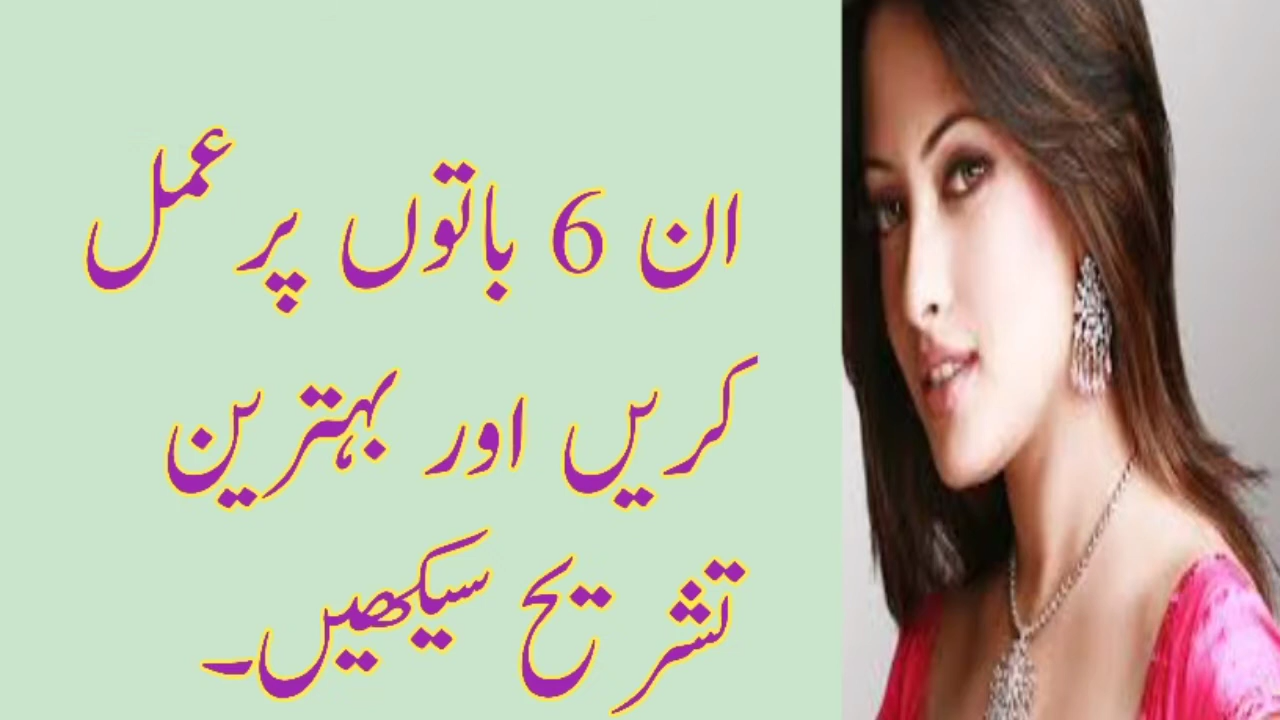 ان 6 باتوں پر عمل
کریں اور بہترین
تشریح سیکھیں۔